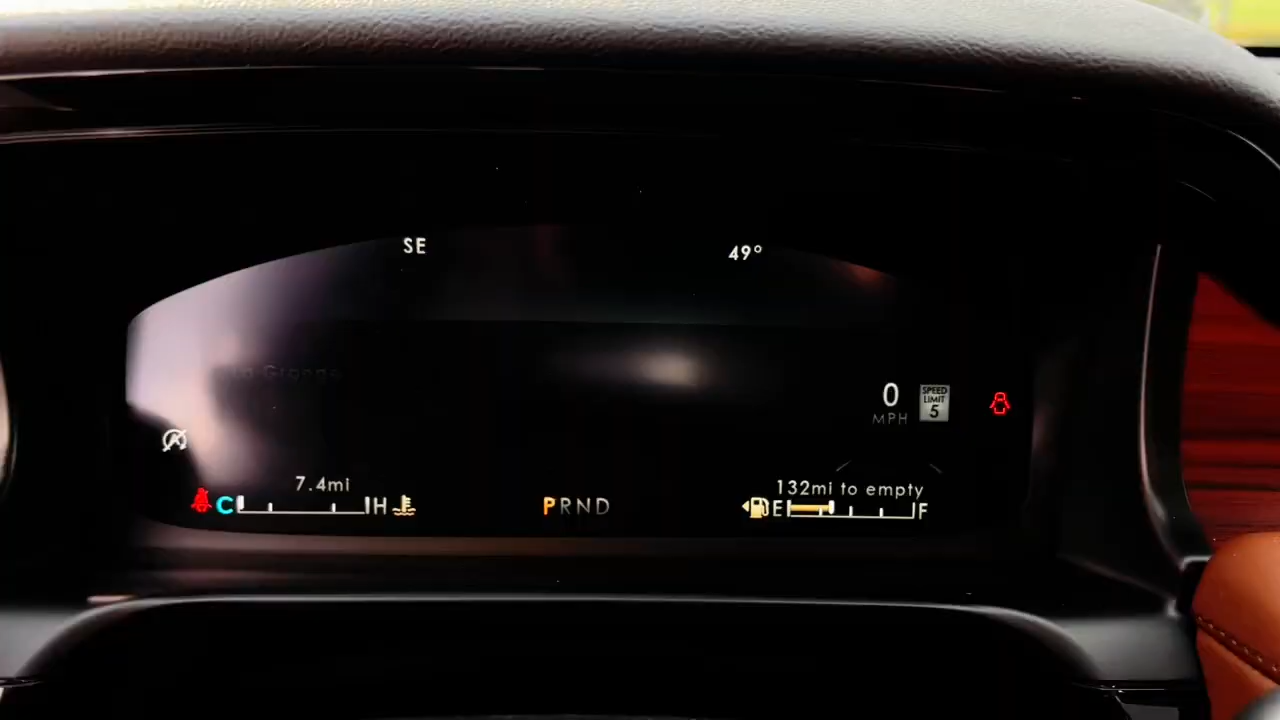 SE
49°
0
MPH
SPEED
LIMIT
5
7.4mi
132mi to empty
C H
PRND
E F